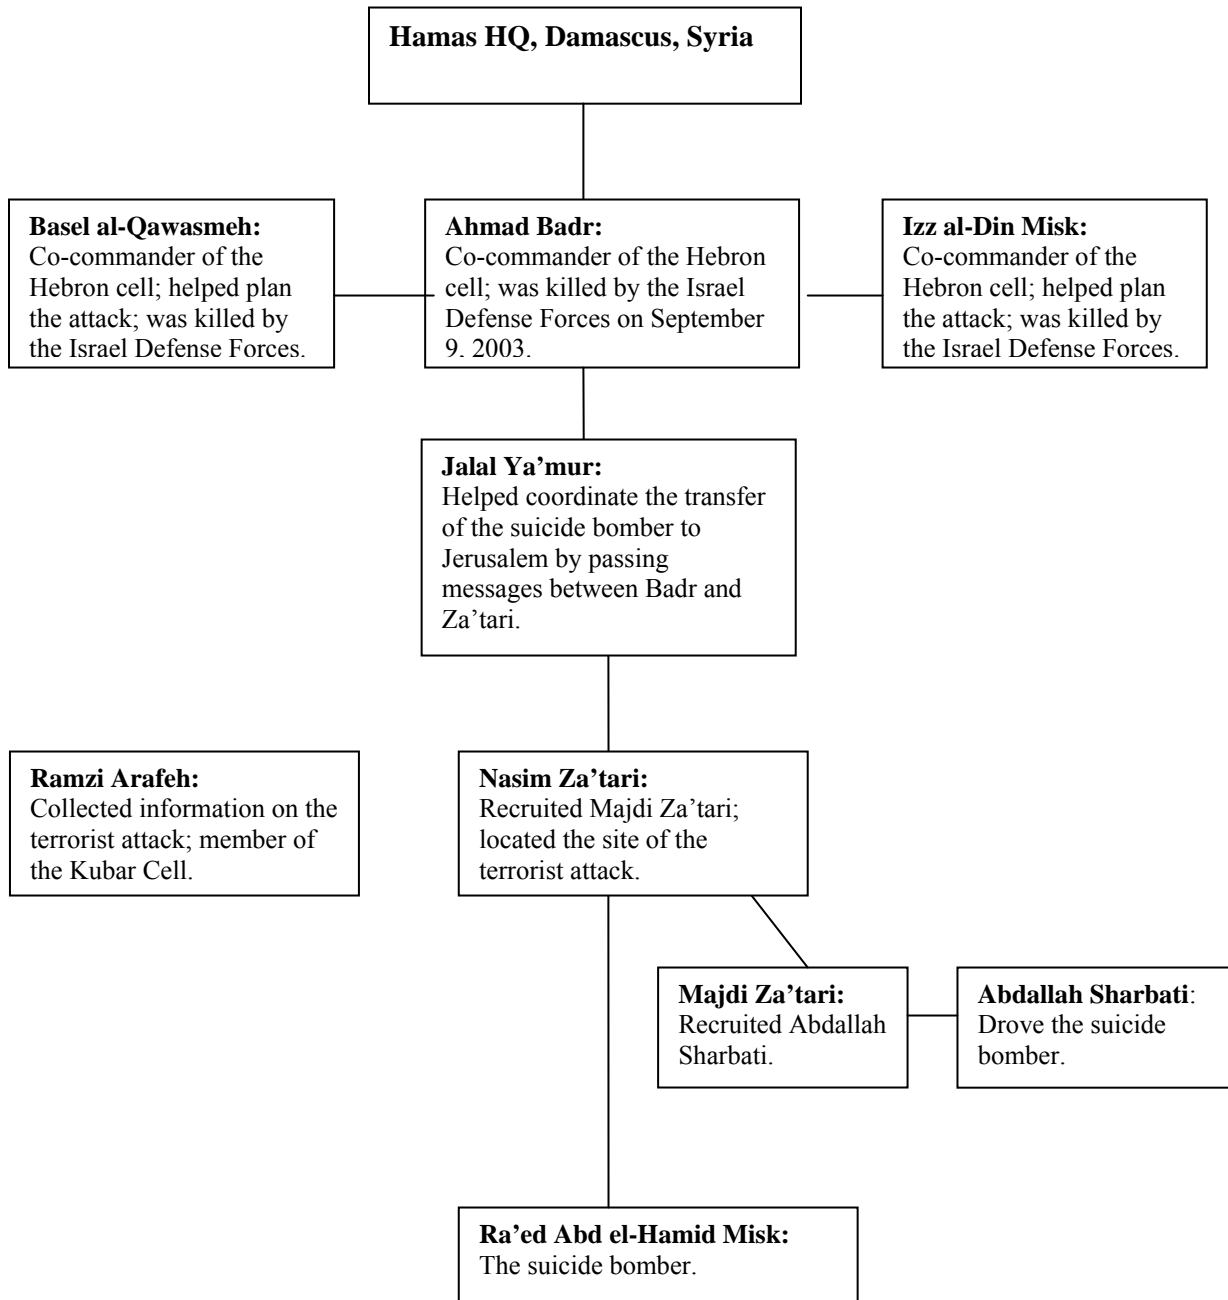 Hamas HQ, Damascus, Syria
Basel al-Qawasmeh:
Co-commander of the
Hebron cell; helped plan
the attack; was killed by
the Israel Defense Forces.
Ahmad Badr:
Co-commander of the Hebron
cell; was killed by the Israel
Defense Forces on September
9, 2003.
Izz al-Din Misk:
Co-commander of the
Hebron cell; helped plan
the attack; was killed by
the Israel Defense Forces.
Jalal Ya’mur:
Helped coordinate the transfer
of the suicide bomber to
Jerusalem by passing
messages between Badr and
Za’tari.
Ramzi Arafeh:
Collected information on the
terrorist attack; member of
the Kubar Cell.
Nasim Za’tari:
Recruited Majdi Za’tari;
located the site of the
terrorist attack.
Majdi Za’tari:
Recruited Abdallah
Sharbati.
Abdallah Sharbati:
Drove the suicide
bomber.
Ra’ed Abd el-Hamid Misk:
The suicide bomber.